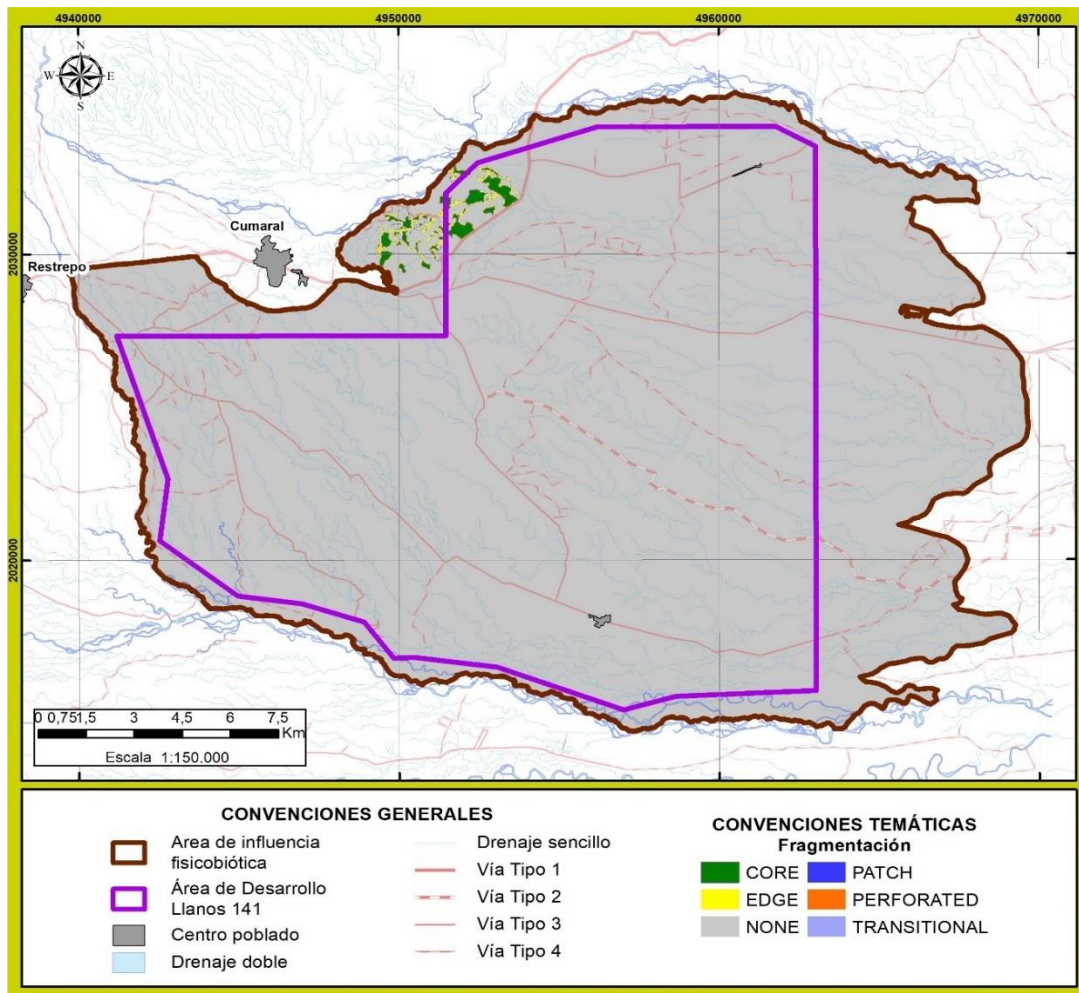 4940000 4950000 4960000 4970000
N
W E
S
Cumaral
Restrepo
2030000
2020000
0 0,75 1,5 3 4,5 6 7,5
Km
Escala 1:150.000
CONVENCIONES GENERALES
Area de influencia
fisicobiótica
Área de Desarrollo
Llanos 141
Centro poblado
Drenaje doble
Drenaje sencillo
Vía Tipo 1
Vía Tipo 2
Vía Tipo 3
Vía Tipo 4
CONVENCIONES TEMÁTICAS
Fragmentación
CORE PATCH
EDGE PERFORATED
NONE TRANSITIONAL